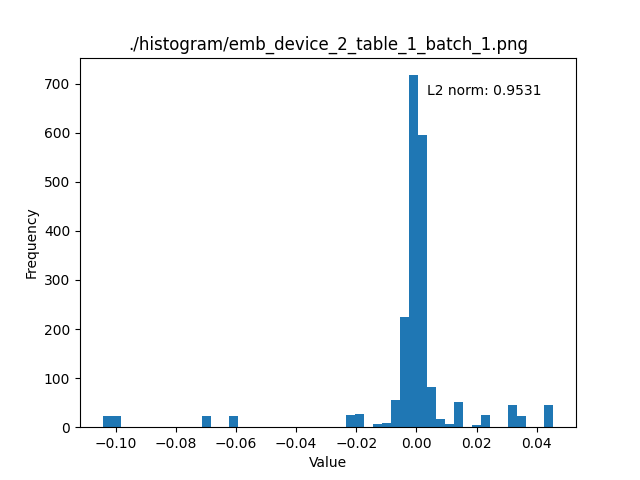 ./histogram/emb_device_2_table_1_batch_1.png
L2 norm: 0.9531
700
600
500
400
300
200
100
0
Frequency
−0.10 −0.08 −0.06 −0.04 −0.02 0.00 0.02 0.04
Value